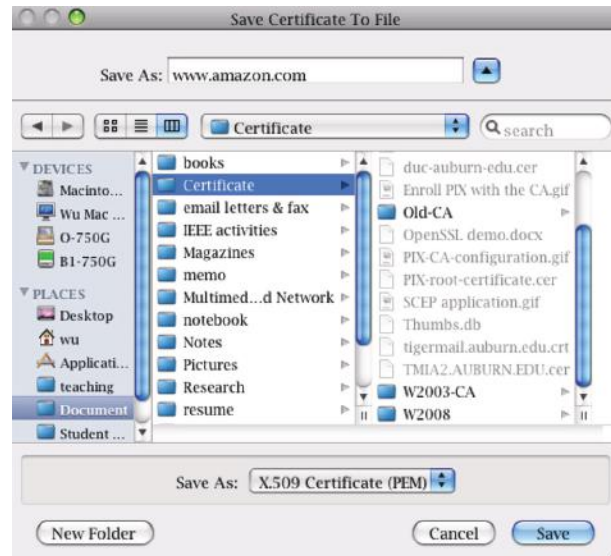 Save Certificate To File
Save As: www.amazon.com
Certificate
search
DEVICES
Macinto...
Wu Mac ...
O-750G
B1-750G
PLACES
Desktop
wu
Applicati...
teaching
Document
Student ...
books
Certificate
email letters & fax
IEEE activities
Magazines
memo
Multimed...d Network
notebook
Notes
Pictures
Research
resume
duc-auburn-edu.cer
Enroll PIX with the CA.gif
Old-CA
OpenSSL demo.docx
PIX-CA-configuration.gif
PIX-root-certificate.cer
SCEP application.gif
Thumbs.db
tigermail.auburn.edu.crt
TMIA2.AUBURN.EDU.cer
W2003-CA
W2008
Save As: X.509 Certificate (PEM)
New Folder
Cancel
Save